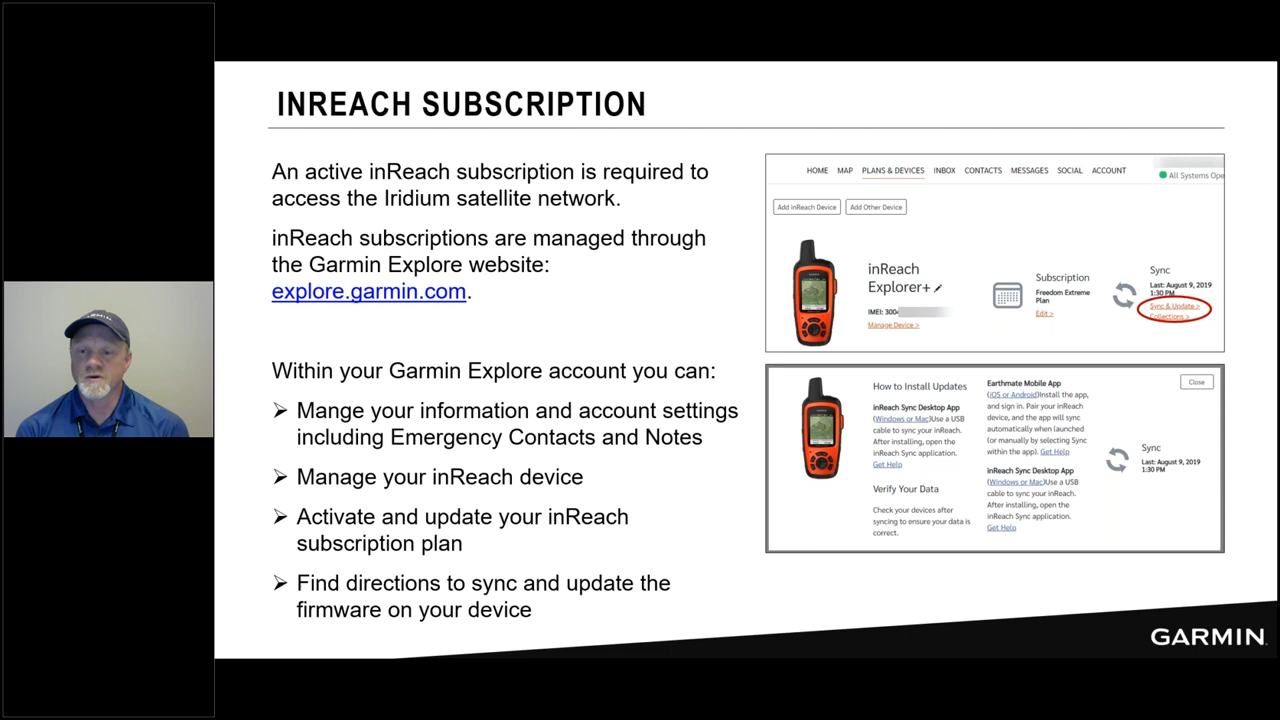 INREACH SUBSCRIPTION
An active inReach subscription is required to
access the Iridium satellite network.
inReach subscriptions are managed through
the Garmin Explore website:
explore.garmin.com.
Within your Garmin Explore account you can:
➢ Mange your information and account settings
including Emergency Contacts and Notes
➢ Manage your inReach device
➢ Activate and update your inReach
subscription plan
➢ Find directions to sync and update the
firmware on your device
HOME MAP PLANS & DEVICES INBOX CONTACTS MESSAGES SOCIAL ACCOUNT
All Systems Ope
Add inReach Device
Add Other Device
inReach
Explorer+
IMEI: 300
Manage Device >
Subscription
Freedom Extreme
Plan
Edit >
Sync
Last: August 9, 2019
1:30 PM
Sync & Update >
Collections >
How to Install Updates
inReach Sync Desktop App
(Windows or Mac)Use a USB
cable to sync your inReach.
After installing, open the
inReach Sync application.
Get Help
Verify Your Data
Check your devices after
syncing to ensure your data is
correct.
Earthmate Mobile App
(iOS or Android)Install the app,
and sign in. Pair your inReach
device, and the app will sync
automatically when launched
(or manually by selecting Sync
within the app). Get Help
inReach Sync Desktop App
(Windows or Mac)Use a USB
cable to sync your inReach.
After installing, open the
inReach Sync application.
Get Help
Close
Sync
Last: August 9, 2019
1:30 PM
GARMIN
GARMIN